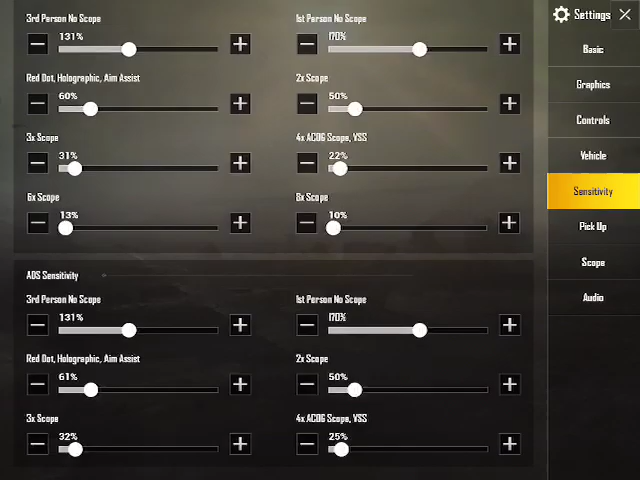 3rd Person No Scope
131%
1st Person No Scope
170%
Red Dot, Holographic, Aim Assist
60%
2x Scope
50%
3x Scope
31%
4x ACOG Scope, VSS
22%
6x Scope
13%
8x Scope
10%
ADS Sensitivity
3rd Person No Scope
131%
1st Person No Scope
170%
Red Dot, Holographic, Aim Assist
61%
2x Scope
50%
3x Scope
32%
4x ACOG Scope, VSS
25%
Settings
Basic
Graphics
Controls
Vehicle
Sensitivity
Pick Up
Scope
Audio